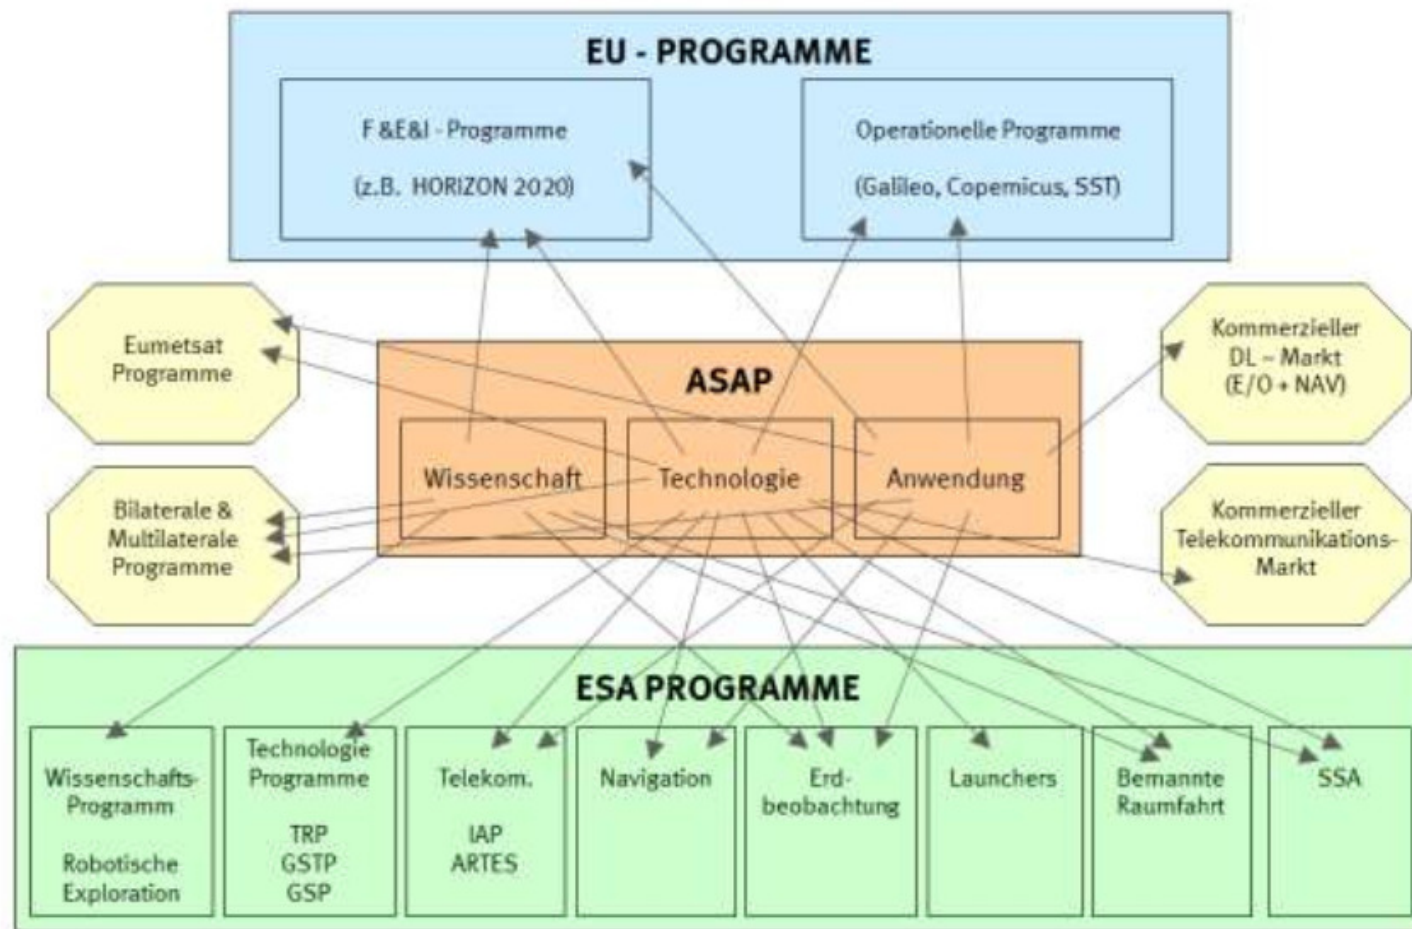 EU - PROGRAMME
F &E&I - Programme
(z.B. HORIZON 2020)
Operationelle Programme
(Galileo, Copernicus, SST)
Eumetsat
Programme
Kommerzieller
DL – Markt
(E/O + NAV)
ASAP
Wissenschaft
Technologie
Anwendung
Bilaterale &
Multilaterale
Programme
Kommerzieller
Telekommunikations-
Markt
ESA PROGRAMME
Wissenschafts-
Programm
Robotische
Exploration
Technologie
Programme
TRP
GSTP
GSP
Telekom.
IAP
ARTES
Navigation
Erd-
beobachtung
Launchers
Bemannte
Raumfahrt
SSA